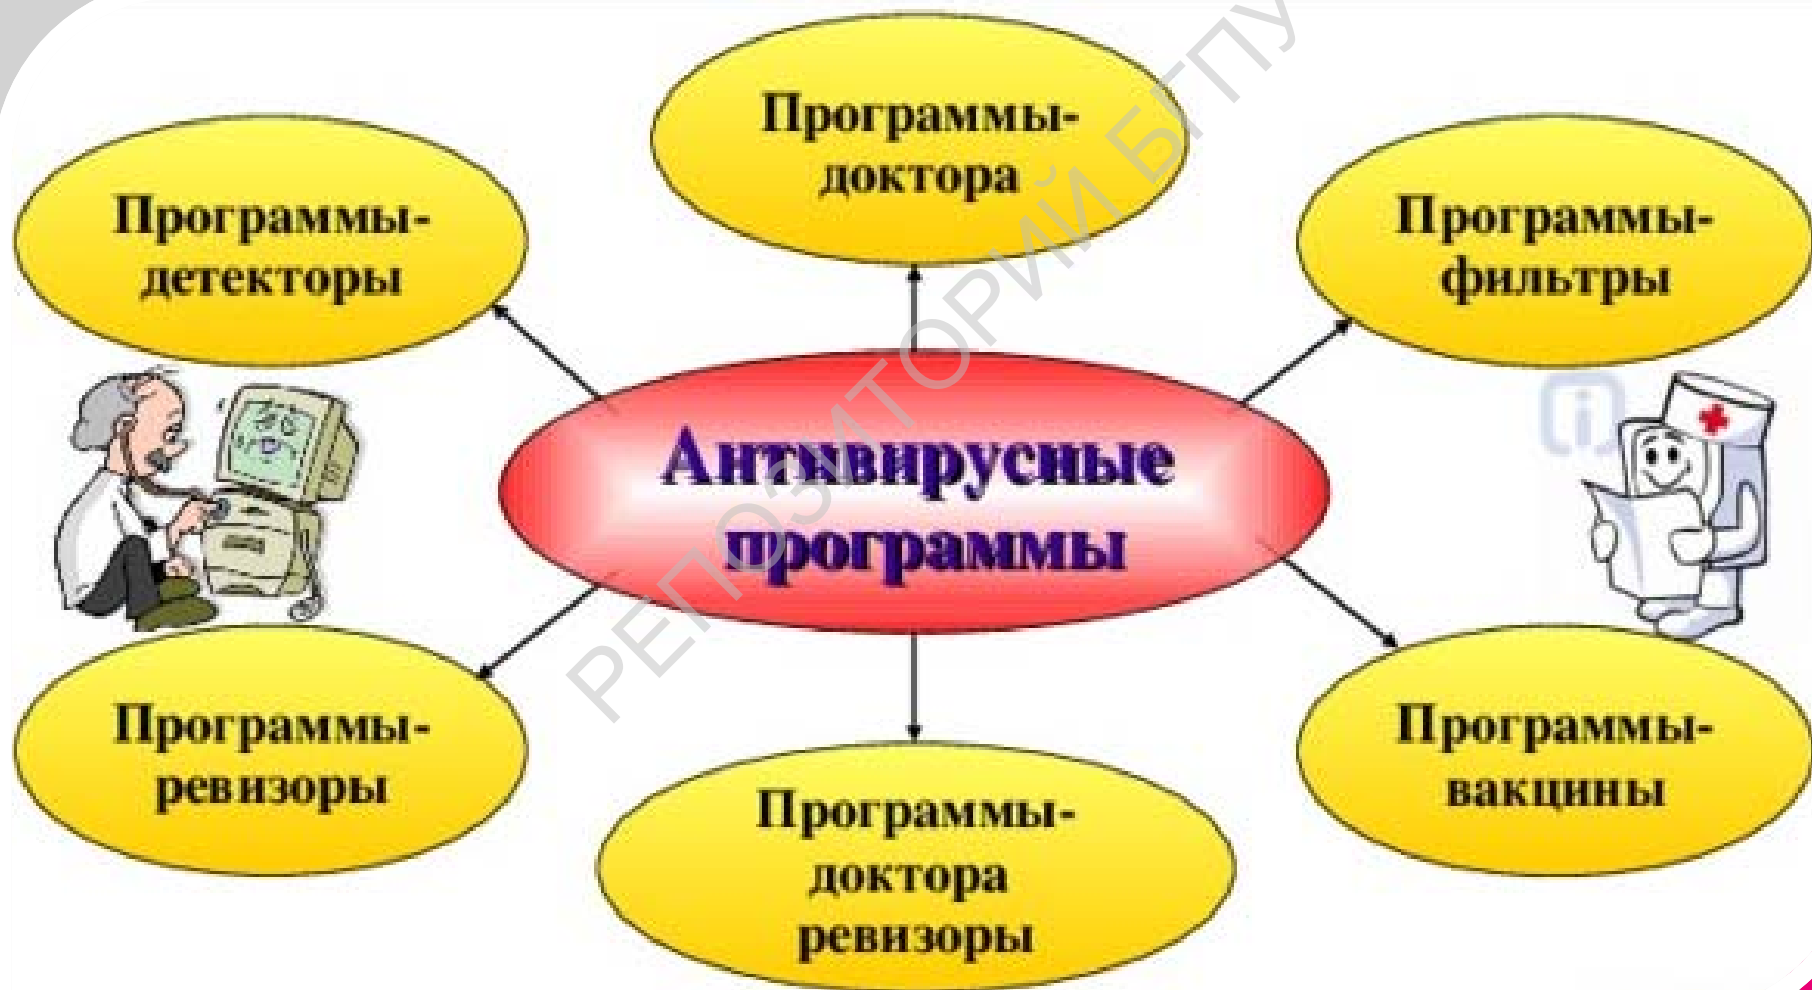 Программы-
доктора
Программы-
детекторы
Программы-
фильтры
Антивирусные
программы
Программы-
ревизоры
Программы-
вакцины
Программы-
доктора
ревизоры
РЕПОЗИТОРИЙ БГПУ